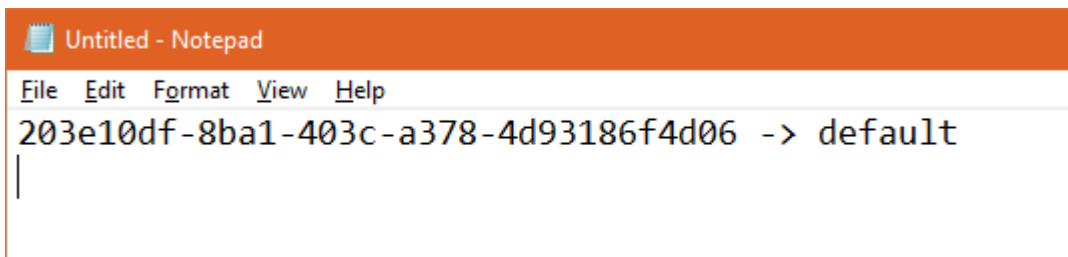 Untitled - Notepad
File Edit Format View Help
203e10df-8ba1-403c-a378-4d93186f4d06 -> default